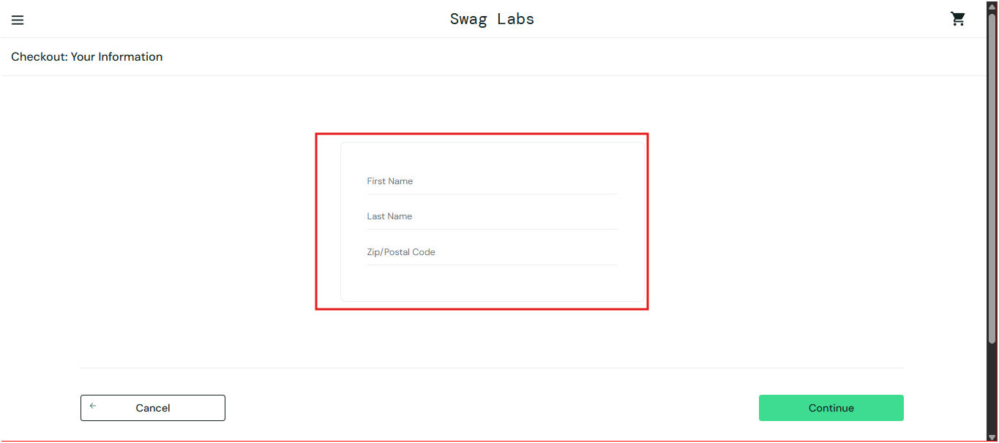 Swag Labs
Checkout: Your Information
First Name
Last Name
Zip/Postal Code
Cancel
Continue